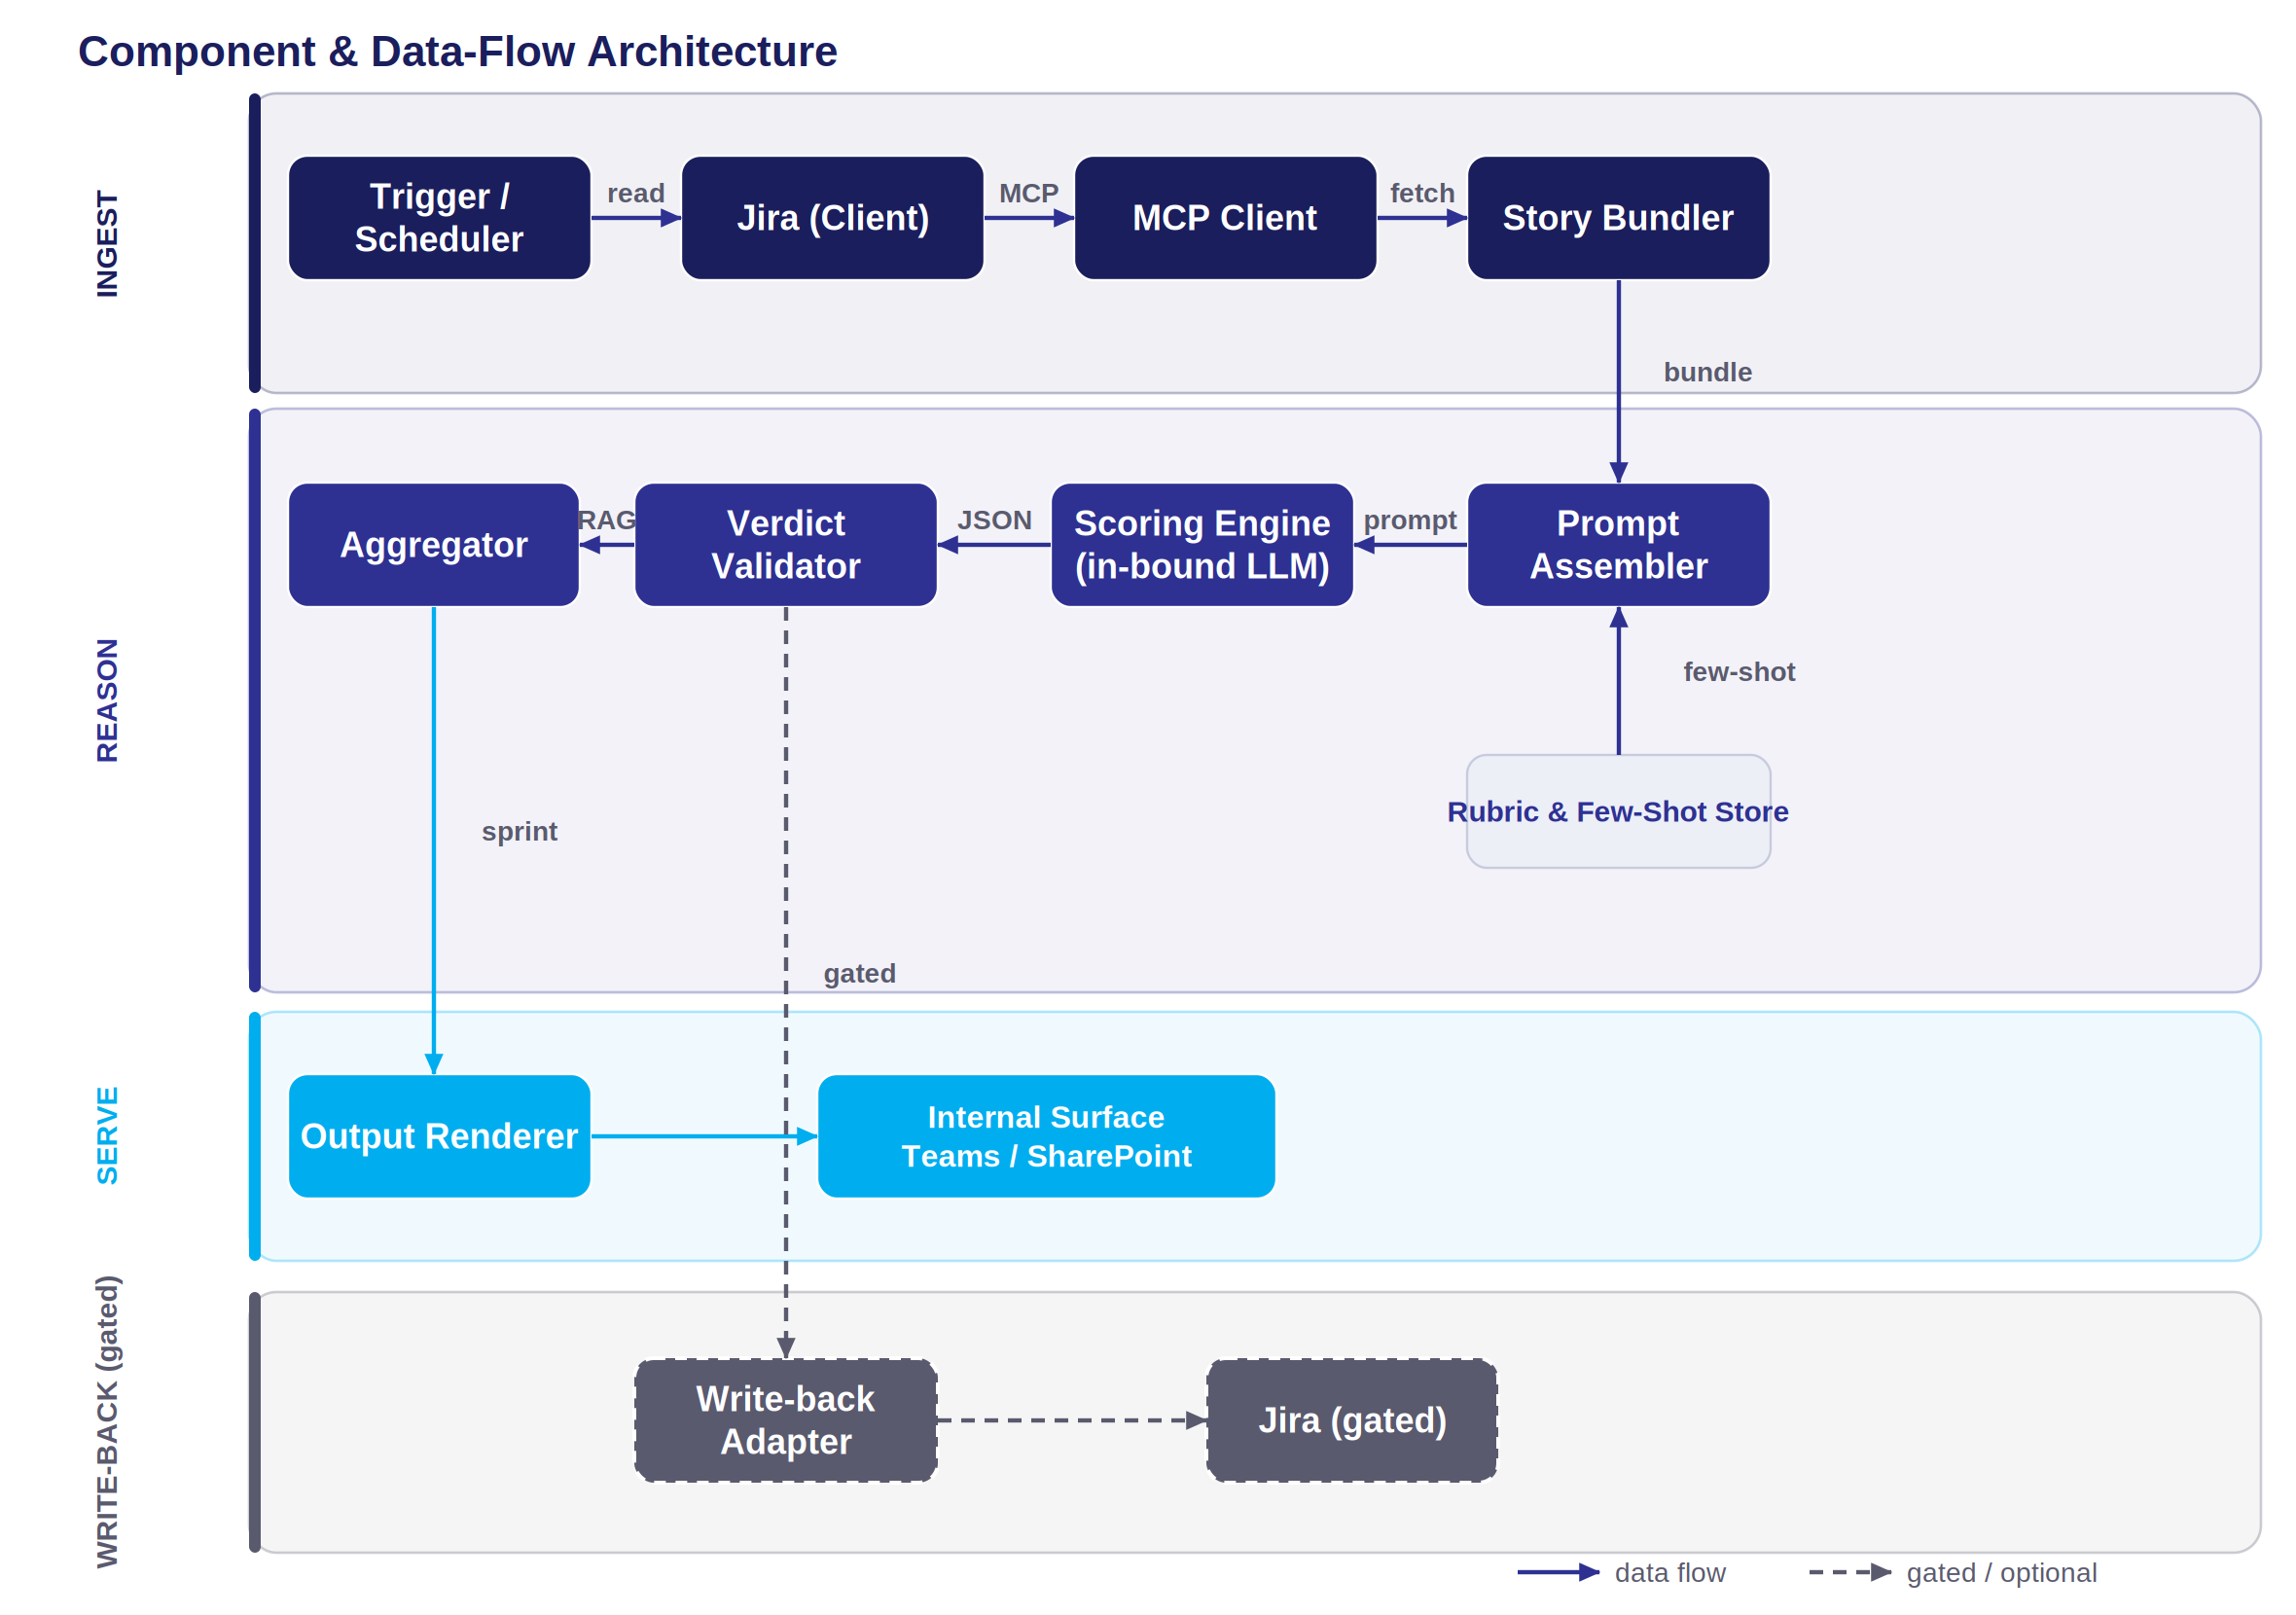 Component & Data-Flow Architecture
INGEST
Trigger /
Scheduler
read
Jira (Client)
MCP
MCP Client
fetch
Story Bundler
bundle
REASON
Aggregator
RAG
Verdict
Validator
JSON
Scoring Engine
(in-bound LLM)
prompt
Prompt
Assembler
few-shot
Rubric & Few-Shot Store
sprint
gated
SERVE
Output Renderer
Internal Surface
Teams / SharePoint
WRITE-BACK (gated)
Write-back
Adapter
Jira (gated)
data flow
gated / optional